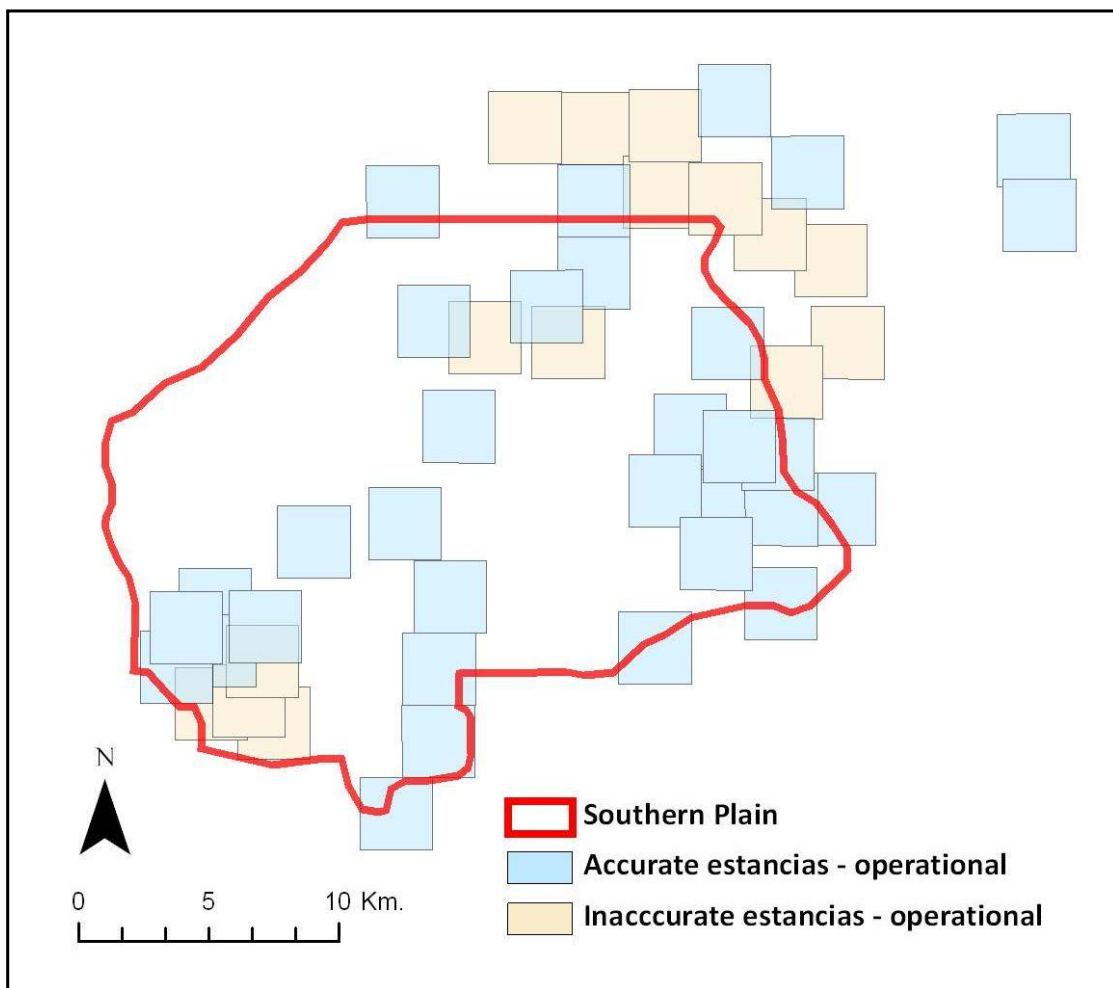 N
0 5 10 Km.
Southern Plain
Accurate estancias - operational
Inacccurate estancias - operational